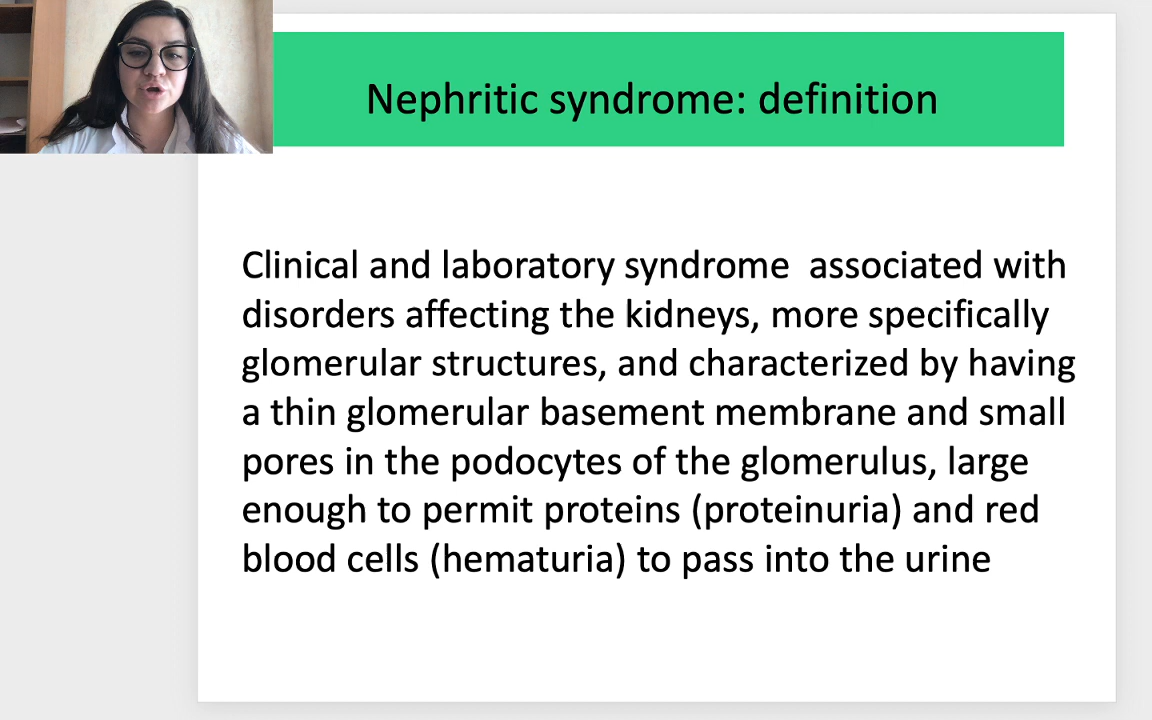 Nephritic syndrome: definition
Clinical and laboratory syndrome  associated with
disorders affecting the kidneys, more specifically
glomerular structures, and characterized by having
a thin glomerular basement membrane and small
pores in the podocytes of the glomerulus, large
enough to permit proteins (proteinuria) and red
blood cells (hematuria) to pass into the urine